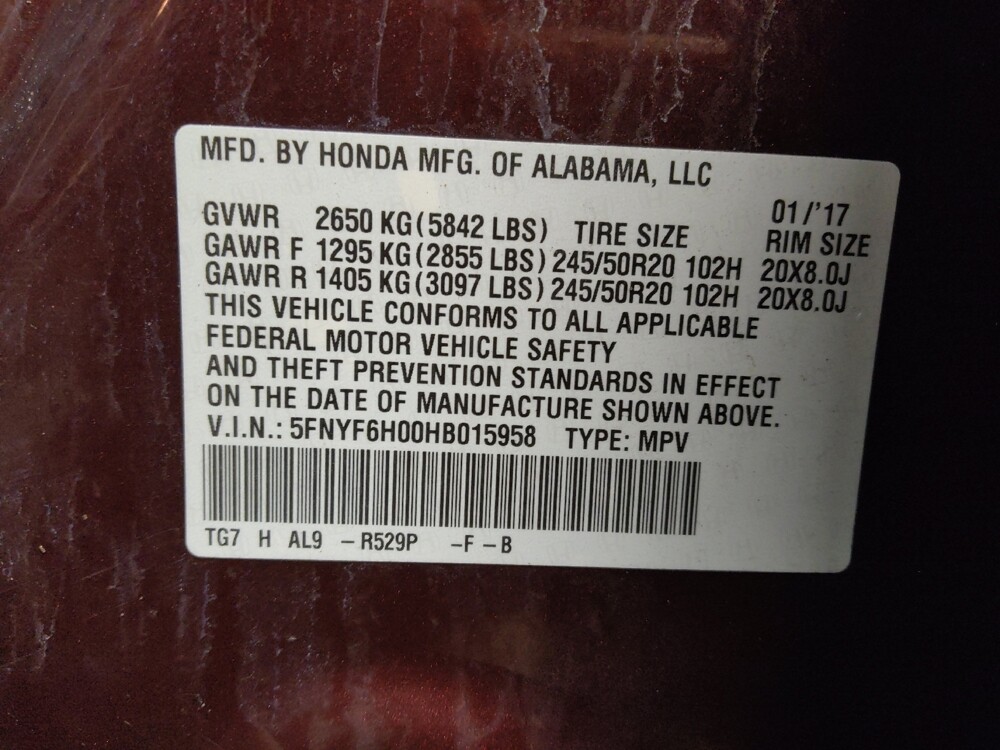 MFD. BY HONDA MFG. OF ALABAMA, LLC
01/'17
GVWR 2650 KG (5842 LBS) TIRE SIZE RIM SIZE
GAWR F 1295 KG (2855 LBS) 245/50R20 102H 20X8.0J
GAWR R 1405 KG (3097 LBS) 245/50R20 102H 20X8.0J
THIS VEHICLE CONFORMS TO ALL APPLICABLE
FEDERAL MOTOR VEHICLE SAFETY
AND THEFT PREVENTION STANDARDS IN EFFECT
ON THE DATE OF MANUFACTURE SHOWN ABOVE.
V.I.N.: 5FNYF6H00HB015958 TYPE: MPV
TG7 H AL9 – R529P – F – B